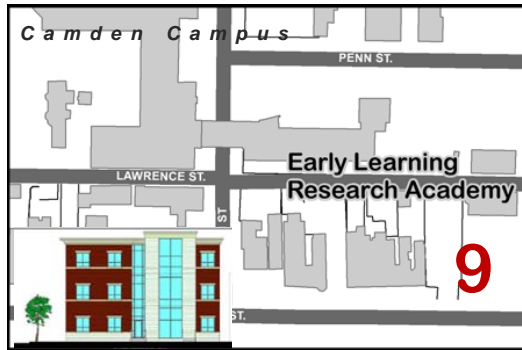 Camden Campus
PENN ST.
Early Learning
LAWRENCE ST.
Research Academy
ST
9
ST.